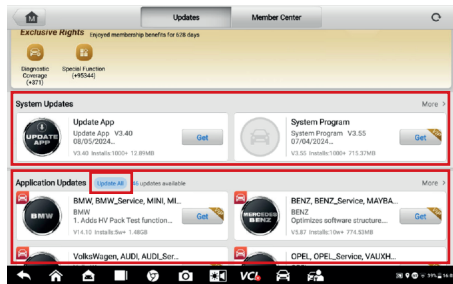 Updates
Member Center
Exclusive Rights Enjoyed membership benefits for 628 days
Diagnostic Coverage (+371)
Special Function (+95344)
System Updates
More >
UPDATE APP
Update App
Update App V3.40
08/05/2024...
V3.40 Installs:1000+ 12.89MB
Get
System Program
System Program V3.55
07/04/2024...
V3.55 Installs:1000+ 215.37MB
Get
Application Updates
Update All
46 updates available
More >
BMW
BMW, BMW_Service, MINI, MI...
BMW
1. Adds HV Pack Test function...
V14.10 Installs:5w+ 1.48GB
Get
MERCEDES BENZ
BENZ, BENZ_Service, MAYBA...
BENZ
Optimizes software structure....
V5.87 Installs:10w+ 774.53MB
Get
VolksWagen, AUDI, AUDI_Ser...
OPEL, OPEL_Service, VAUXH...
VCI